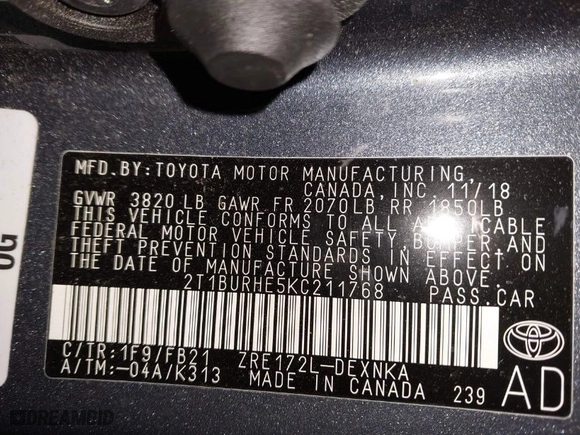 MFD. BY: TOYOTA MOTOR MANUFACTURING,
CANADA, INC. 11/18
GVWR 3820 LB GAWR FR 2070LB RR 1850LB
THIS VEHICLE CONFORMS TO ALL APPLICABLE
FEDERAL MOTOR VEHICLE SAFETY, BUMPER, AND
THEFT PREVENTION STANDARDS IN EFFECT ON
THE DATE OF MANUFACTURE SHOWN ABOVE.
2T1BURHE5KC211768 PASS.CAR
C/TR: 1F9/FB21 ZRE172L-DEXNKA
A/TM: -04A/K313 MADE IN CANADA 239
AD
OG
DREAMBID